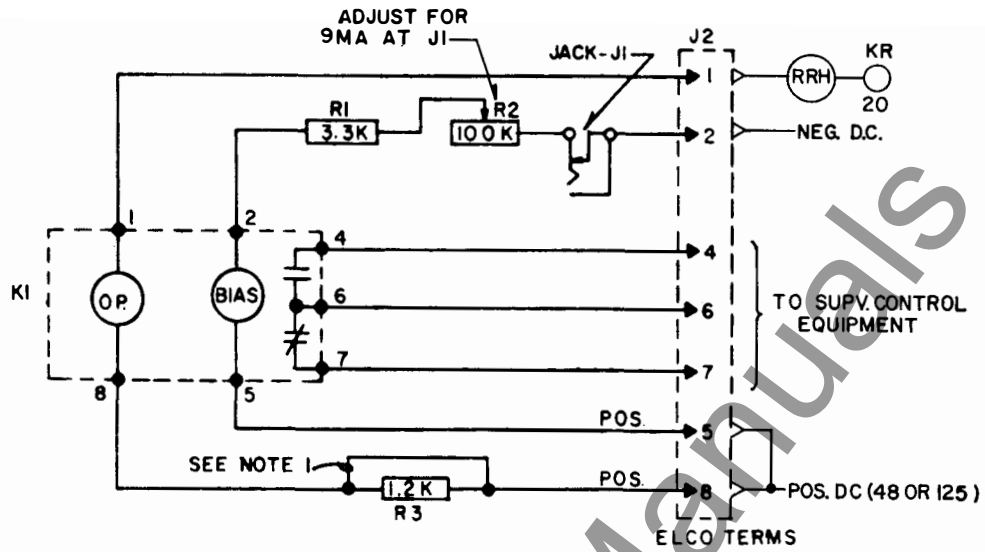 ADJUST FOR
9MA AT J1
JACK-J1
J2
KR
1
RRH
20
R1
3.3K
R2
100K
2
NEG. D.C.
1
2
4
4
K1
OP.
BIAS
6
6
TO SUPV. CONTROL
EQUIPMENT
7
7
8
5
POS.
5
SEE NOTE 1
1.2K
R3
POS.
8
POS. DC (48 OR 125)
ELCO TERMS
Manuals